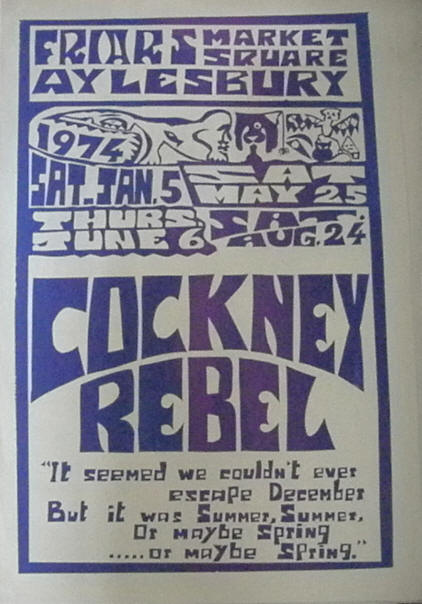 FRIARS MARKET
SQUARE
AYLESBURY
1974
SAT. JAN. 5
SAT
MAY 25
THURS.
JUNE 6
SAT.
AUG. 24
COCKNEY
REBEL
"It seemed we couldn't ever
escape December
But it was Summer, Summer,
Or maybe Spring
.....or maybe Spring."